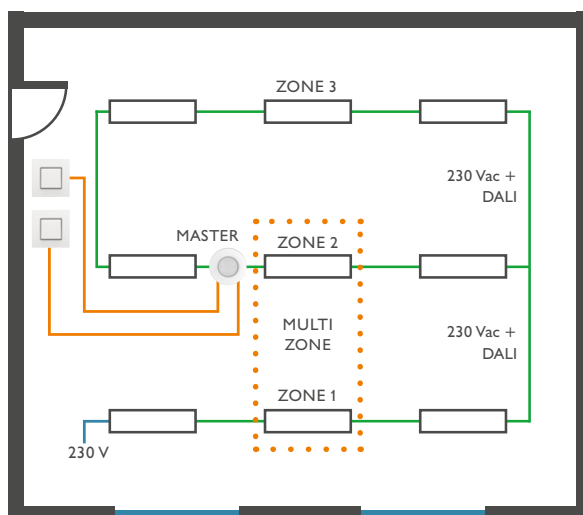 ZONE 3
230 Vac +
DALI
MASTER
ZONE 2
MULTI
ZONE
230 Vac +
DALI
ZONE 1
230 V